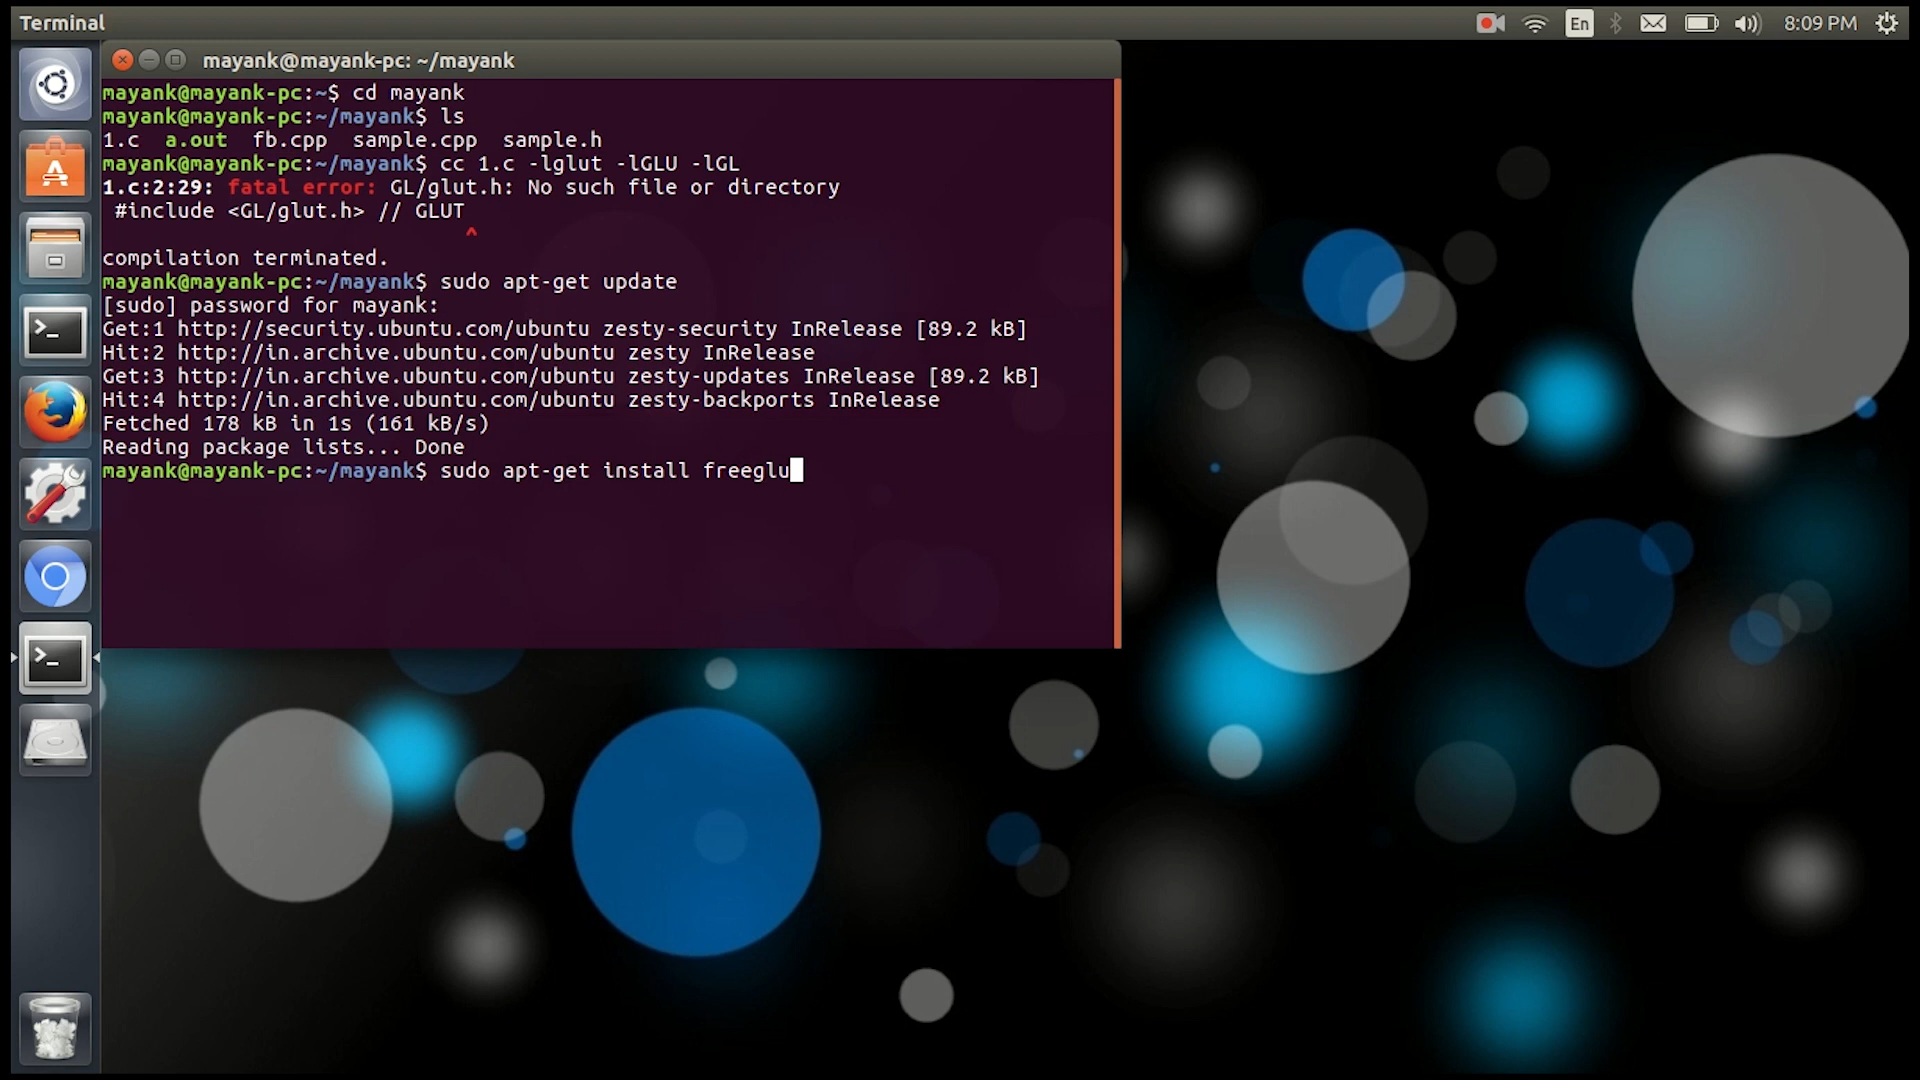 Terminal
En
8:09 PM
mayank@mayank-pc: ~/mayank
mayank@mayank-pc:~$ cd mayank
mayank@mayank-pc:~/mayank$ ls
1.c  a.out  fb.cpp  sample.cpp  sample.h
mayank@mayank-pc:~/mayank$ cc 1.c -lglut -lGLU -lGL
1.c:2:29: fatal error: GL/glut.h: No such file or directory
 #include <GL/glut.h> // GLUT
                             ^
compilation terminated.
mayank@mayank-pc:~/mayank$ sudo apt-get update
[sudo] password for mayank:
Get:1 http://security.ubuntu.com/ubuntu zesty-security InRelease [89.2 kB]
Hit:2 http://in.archive.ubuntu.com/ubuntu zesty InRelease
Get:3 http://in.archive.ubuntu.com/ubuntu zesty-updates InRelease [89.2 kB]
Hit:4 http://in.archive.ubuntu.com/ubuntu zesty-backports InRelease
Fetched 178 kB in 1s (161 kB/s)
Reading package lists... Done
mayank@mayank-pc:~/mayank$ sudo apt-get install freeglu